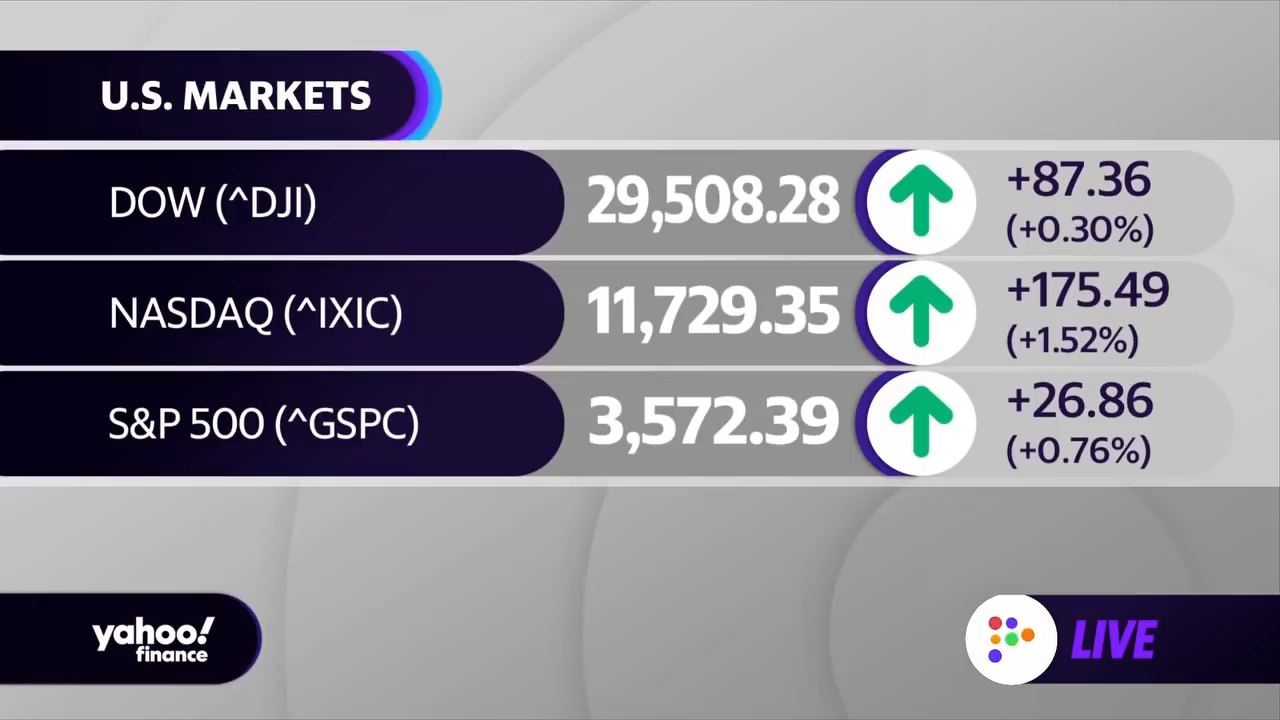 U.S. MARKETS
DOW (^DJI) 29,508.28 +87.36
(+0.30%)
NASDAQ (^IXIC) 11,729.35 +175.49
(+1.52%)
S&P 500 (^GSPC) 3,572.39 +26.86
(+0.76%)
yahoo!
finance
LIVE